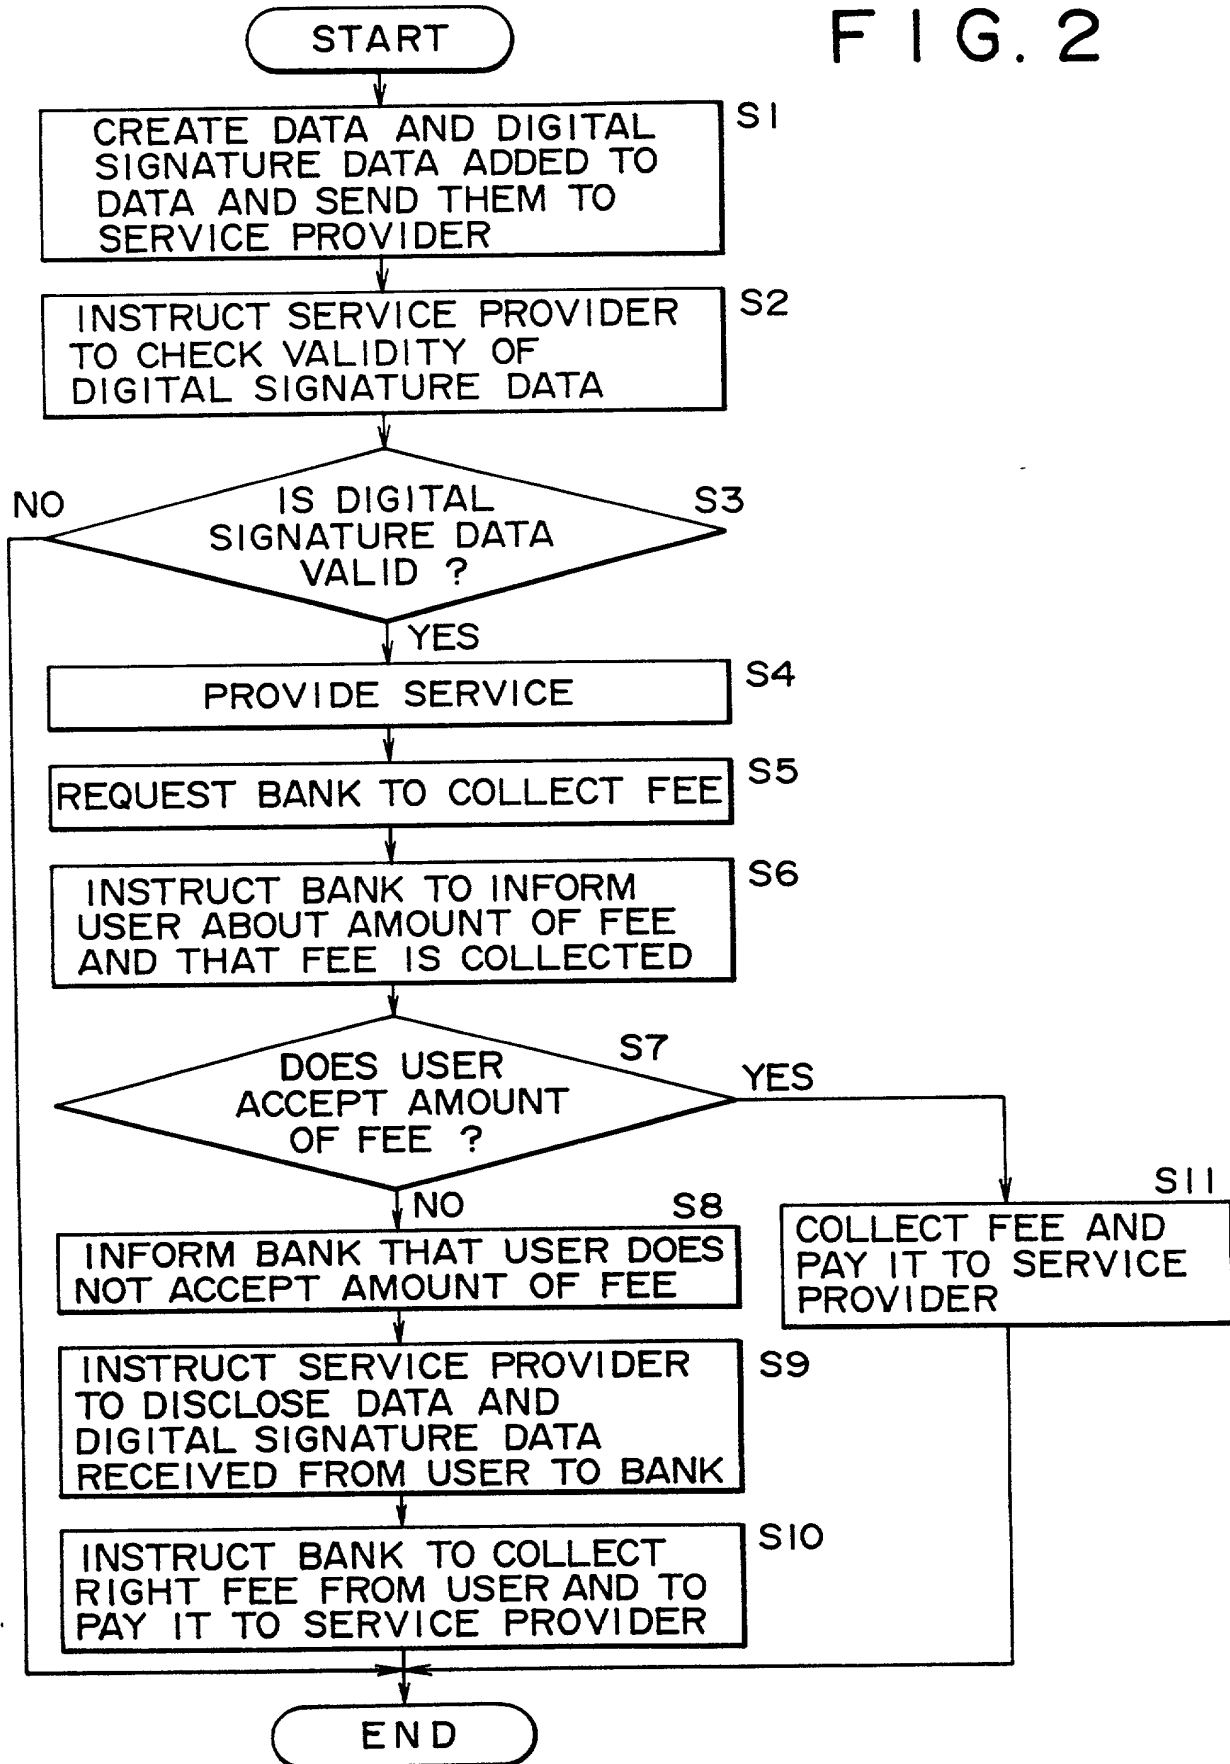 FIG. 2
START
S1
CREATE DATA AND DIGITAL
SIGNATURE DATA ADDED TO
DATA AND SEND THEM TO
SERVICE PROVIDER
S2
INSTRUCT SERVICE PROVIDER
TO CHECK VALIDITY OF
DIGITAL SIGNATURE DATA
NO
S3
IS DIGITAL
SIGNATURE DATA
VALID ?
YES
S4
PROVIDE SERVICE
S5
REQUEST BANK TO COLLECT FEE
S6
INSTRUCT BANK TO INFORM
USER ABOUT AMOUNT OF FEE
AND THAT FEE IS COLLECTED
S7
DOES USER
ACCEPT AMOUNT
OF FEE ?
YES
NO
S8
INFORM BANK THAT USER DOES
NOT ACCEPT AMOUNT OF FEE
S11
COLLECT FEE AND
PAY IT TO SERVICE
PROVIDER
S9
INSTRUCT SERVICE PROVIDER
TO DISCLOSE DATA AND
DIGITAL SIGNATURE DATA
RECEIVED FROM USER TO BANK
S10
INSTRUCT BANK TO COLLECT
RIGHT FEE FROM USER AND TO
PAY IT TO SERVICE PROVIDER
END